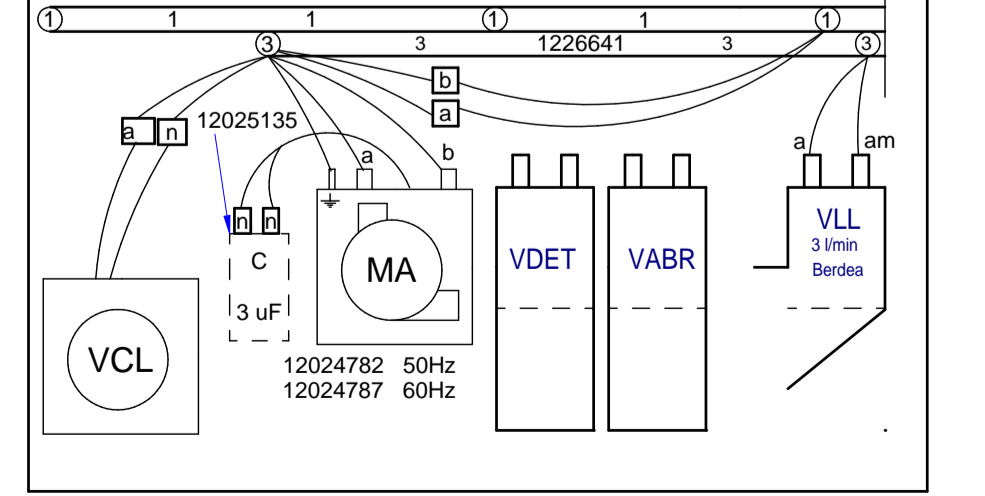 1 1 1 1 1 1
3 3 1226641 3 3
b
a
a n 12025135
a b
a am
n n
C
3 uF
MA
VCL
12024782 50Hz
12024787 60Hz
VDET
VABR
VLL
3 l/min
Berdea